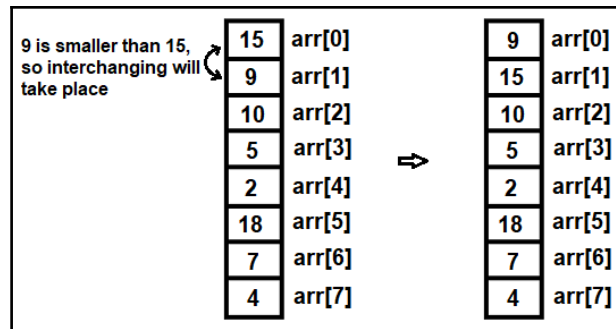 9 is smaller than 15,
so interchanging will
take place
15 arr[0]
9 arr[1]
10 arr[2]
5 arr[3]
2 arr[4]
18 arr[5]
7 arr[6]
4 arr[7]
9 arr[0]
15 arr[1]
10 arr[2]
5 arr[3]
2 arr[4]
18 arr[5]
7 arr[6]
4 arr[7]